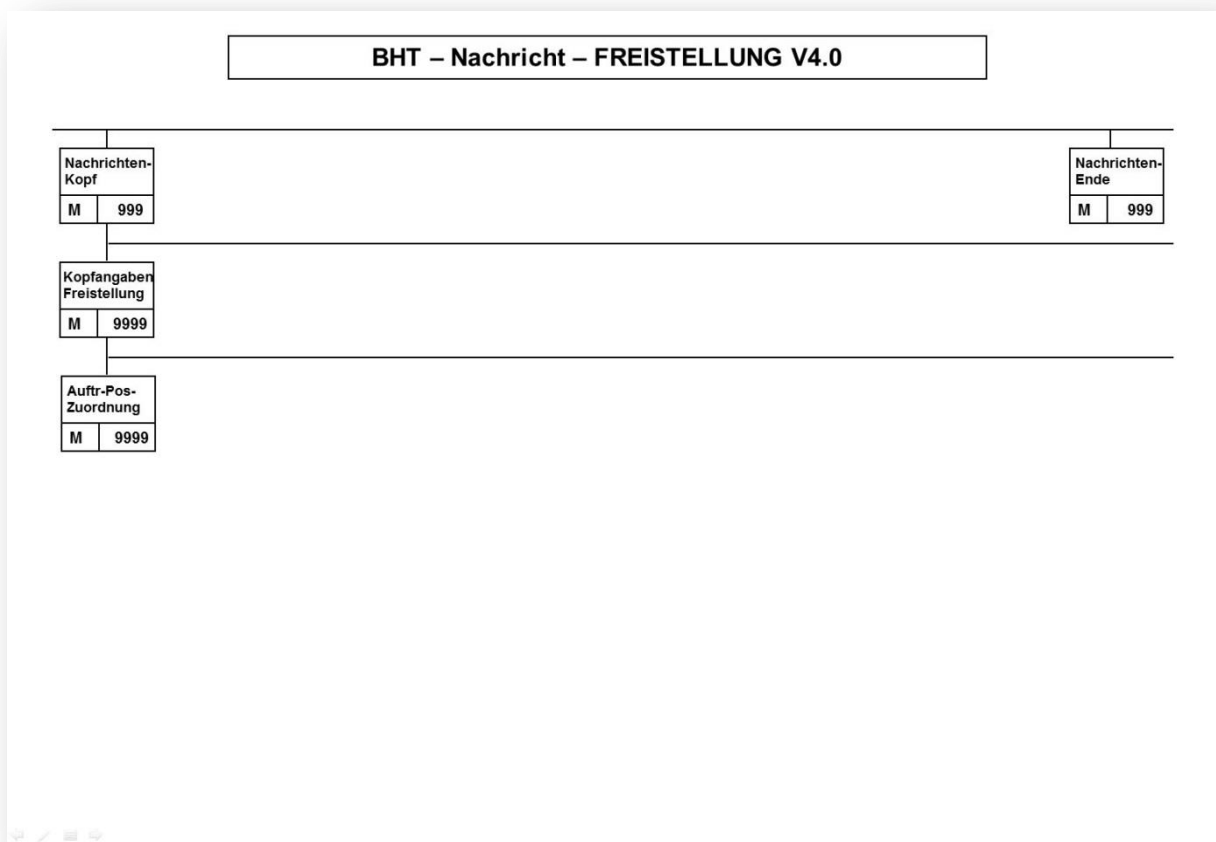 BHT – Nachricht – FREISTELLUNG V4.0
Nachrichten-
Kopf
M 999
Nachrichten-
Ende
M 999
Kopfangaben
Freistellung
M 9999
Auftr-Pos-
Zuordnung
M 9999